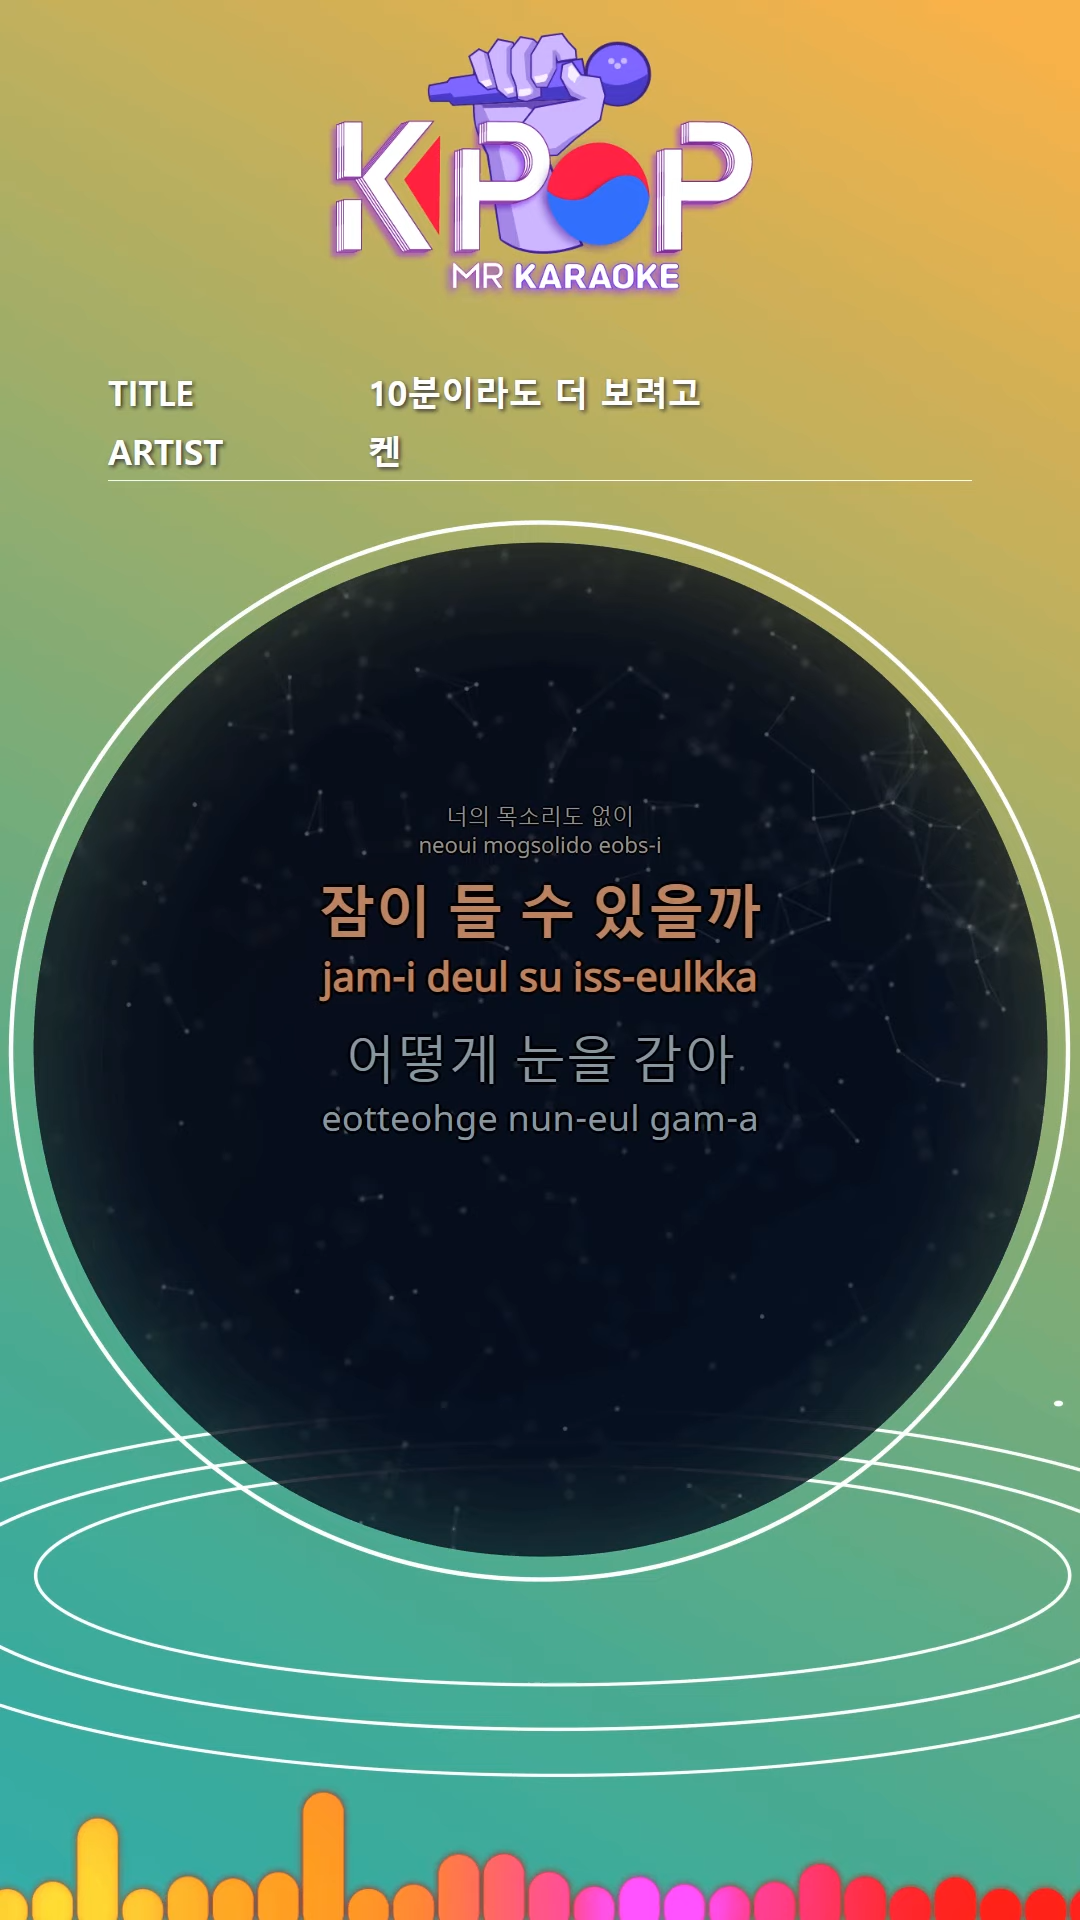 KPOP
MR KARAOKE
TITLE 10분이라도 더 보려고
ARTIST 켄
너의 목소리도 없이
neoui mogsolido eobs-i
잠이 들 수 있을까
jam-i deul su iss-eulkka
어떻게 눈을 감아
eotteohge nun-eul gam-a